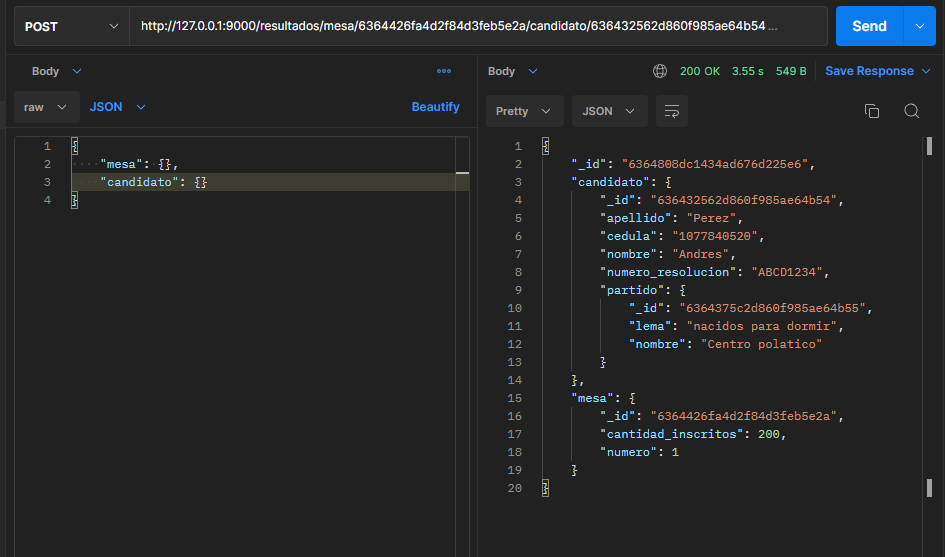 POST http://127.0.0.1:9000/resultados/mesa/6364426fa4d2f84d3feb5e2a/candidato/636432562d860f985ae64b54 ... Send
Body
raw JSON Beautify
1 {
2 "mesa": {},
3 "candidato": {}
4 }
Body 200 OK 3.55 s 549 B Save Response
Pretty JSON
1 {
2 "_id": "6364808dc1434ad676d225e6",
3 "candidato": {
4 "_id": "636432562d860f985ae64b54",
5 "apellido": "Perez",
6 "cedula": "1077840520",
7 "nombre": "Andres",
8 "numero_resolucion": "ABCD1234",
9 "partido": {
10 "_id": "6364375c2d860f985ae64b55",
11 "lema": "nacidos para dormir",
12 "nombre": "Centro polatico"
13 }
14 },
15 "mesa": {
16 "_id": "6364426fa4d2f84d3feb5e2a",
17 "cantidad_inscritos": 200,
18 "numero": 1
19 }
20 }